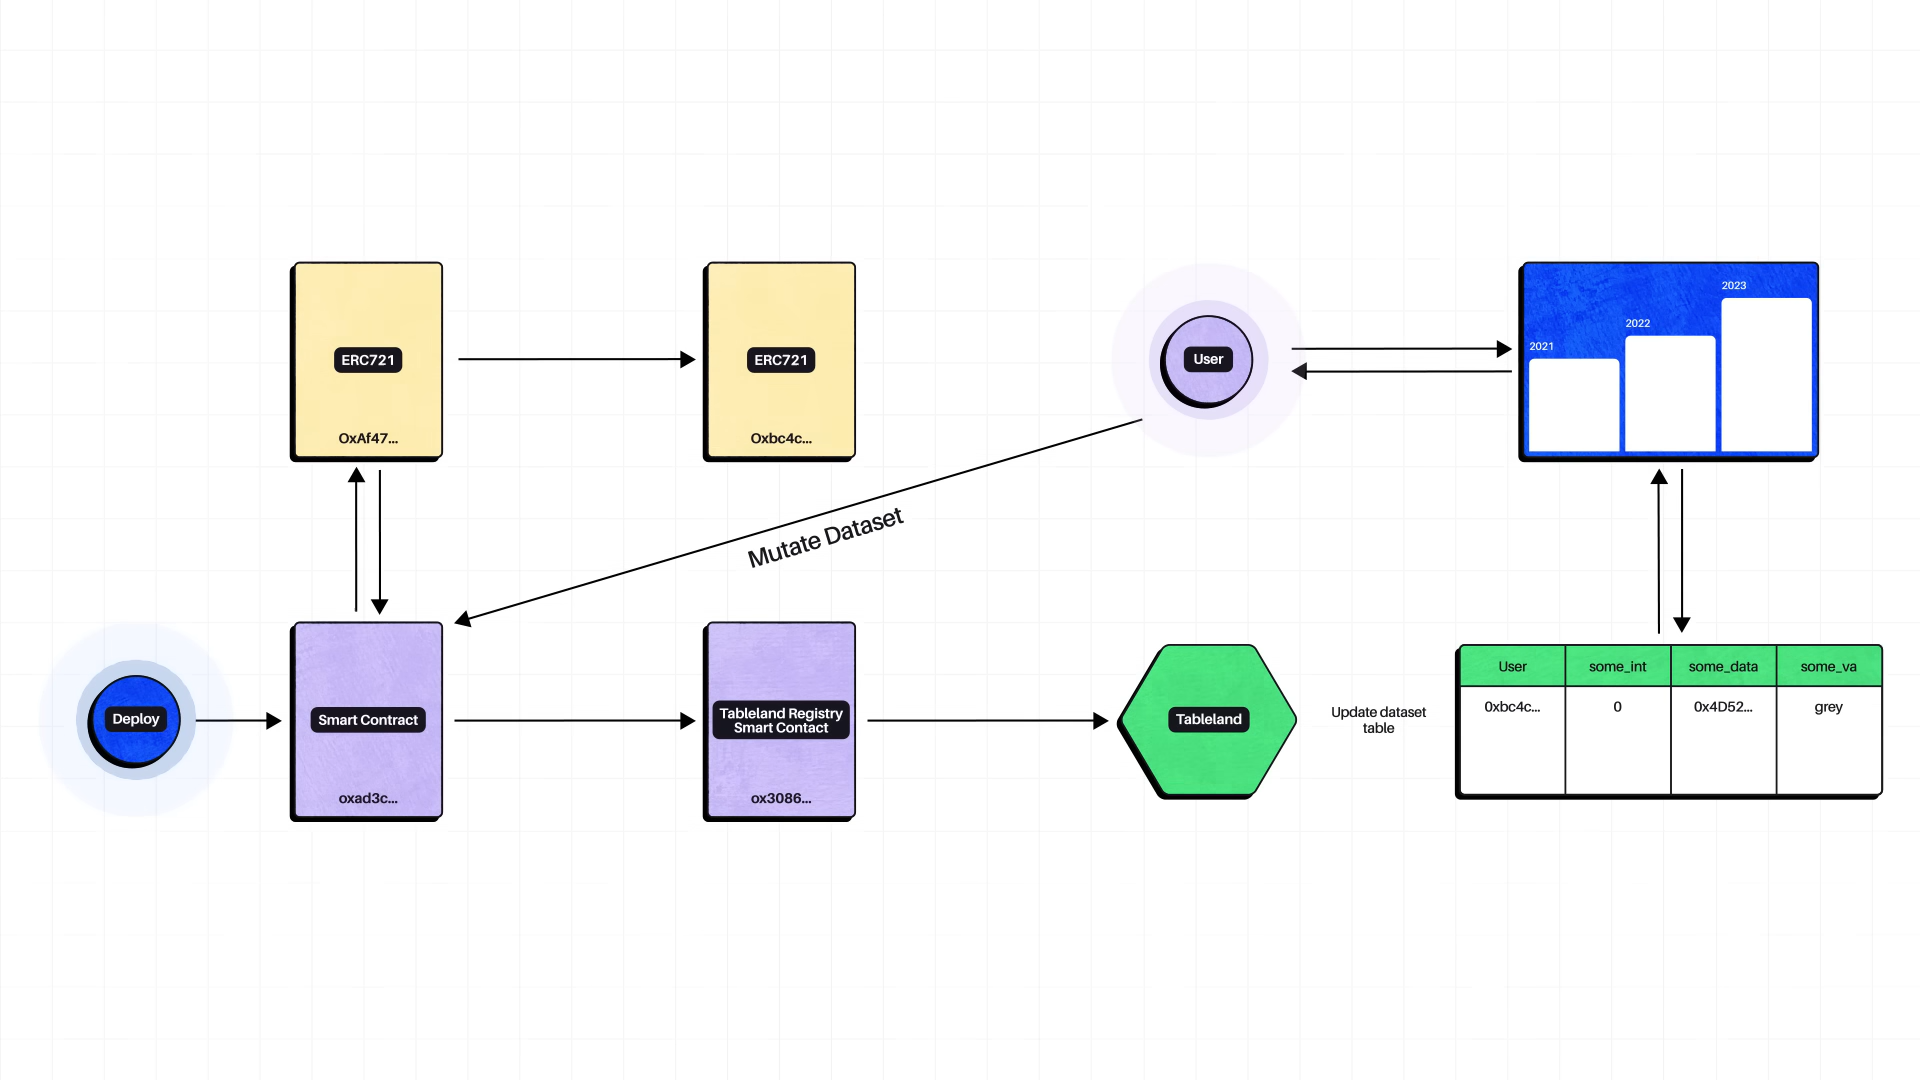 ERC721
OxAf47...
ERC721
Oxbc4c...
User
2021
2022
2023
Mutate Dataset
Deploy
Smart Contract
oxad3c...
Tableland Registry
Smart Contact
ox3086...
Tableland
Update dataset
table
User some_int some_data some_va
0xbc4c... 0 0x4D52... grey